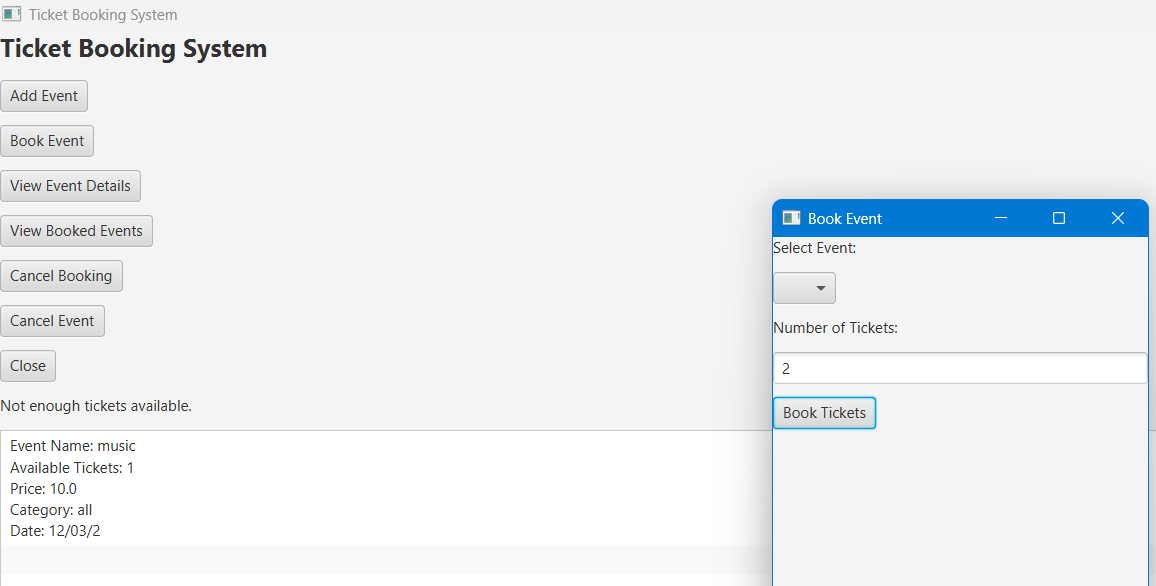 Ticket Booking System
Ticket Booking System
Add Event
Book Event
View Event Details
View Booked Events
Cancel Booking
Cancel Event
Close
Not enough tickets available.
Event Name: music
Available Tickets: 1
Price: 10.0
Category: all
Date: 12/03/2
Book Event
Select Event:
Number of Tickets:
2
Book Tickets